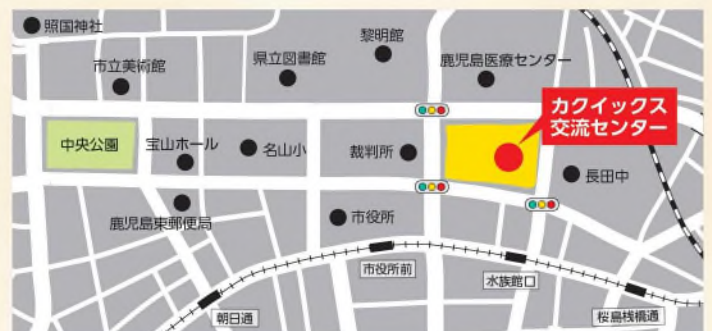 照国神社
黎明館
市立美術館
県立図書館
鹿児島医療センター
カクイックス
交流センター
中央公園
宝山ホール
名山小
裁判所
長田中
鹿児島東郵便局
市役所
市役所前
水族館口
朝日通
桜島桟橋通